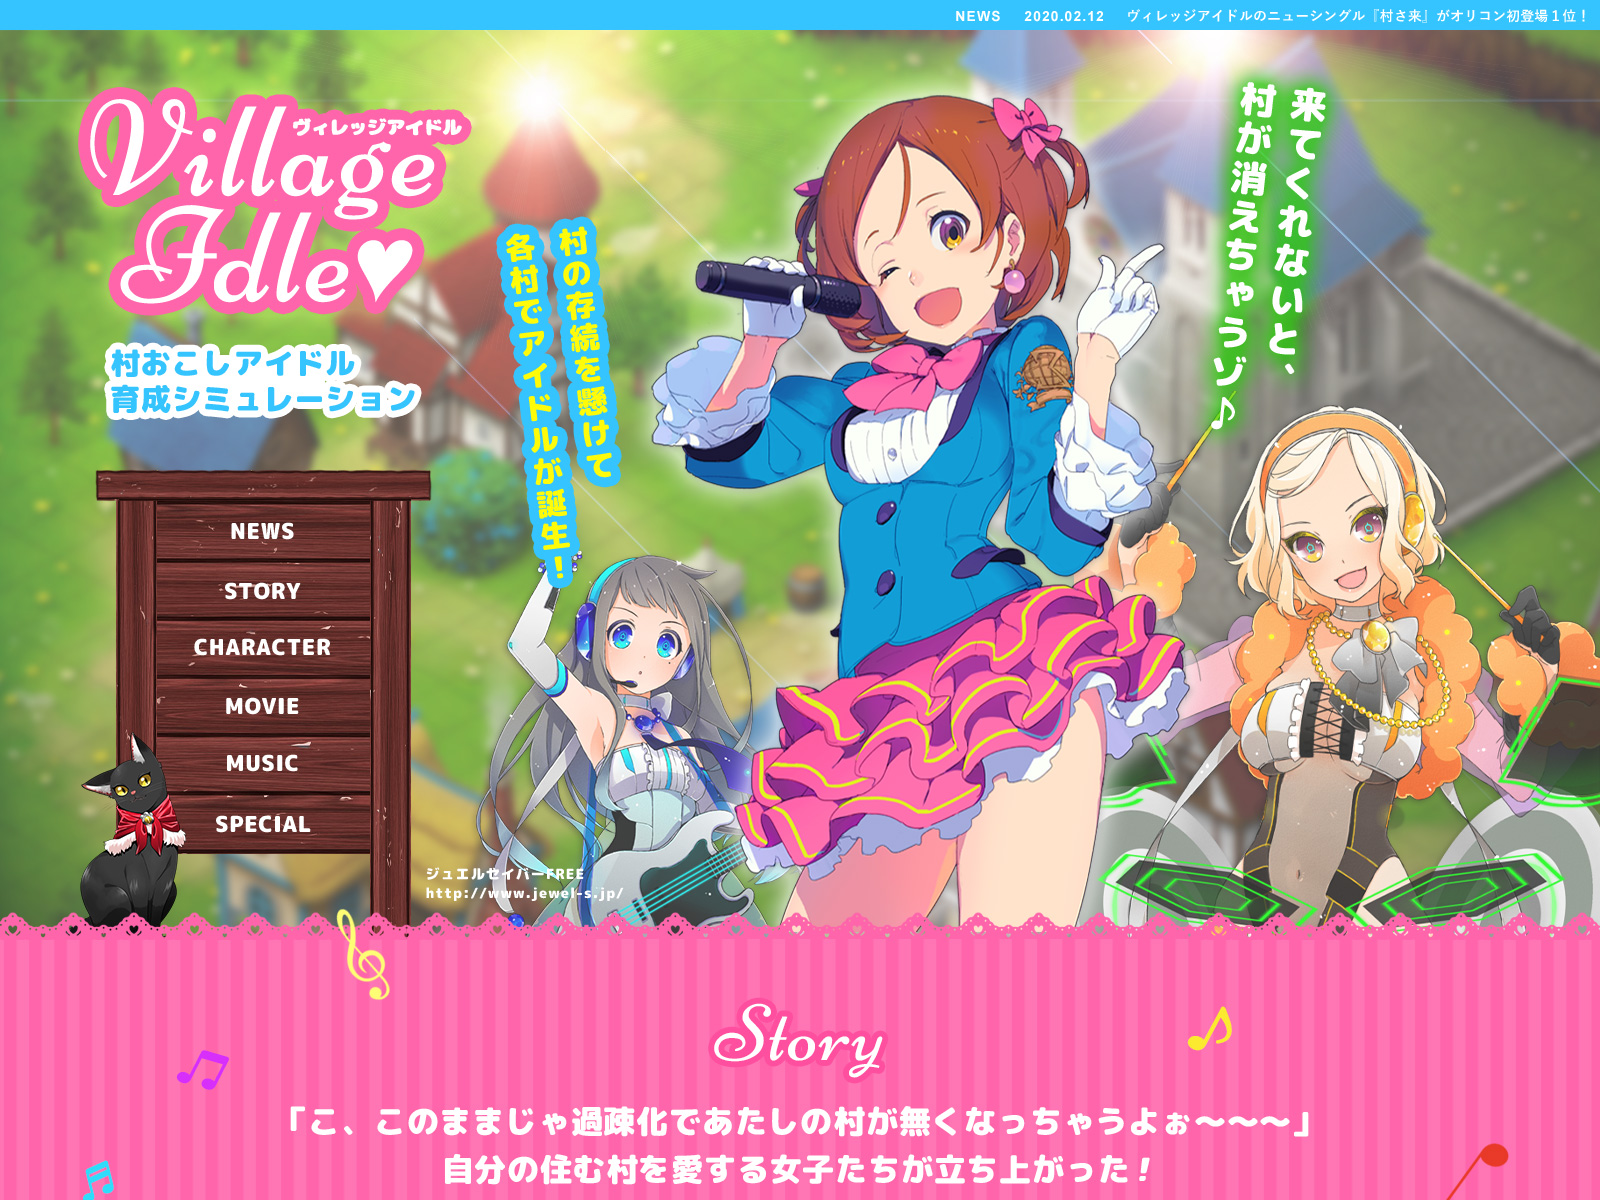 NEWS 2020.02.12 ヴィレッジアイドルのニューシングル『村さ来』がオリコン初登場１位！
Village
ヴィレッジアイドル
Idle♥
村おこしアイドル
育成シミュレーション
村の存続を懸けて
各村でアイドルが誕生！
来てくれないと、
村が消えちゃうゾ♪
NEWS
STORY
CHARACTER
MOVIE
MUSIC
SPECIAL
ジュエルセイバーFREE
http://www.jewel-s.jp/
Story
「こ、このままじゃ過疎化であたしの村が無くなっちゃうよぉ〜〜〜」
自分の住む村を愛する女子たちが立ち上がった！